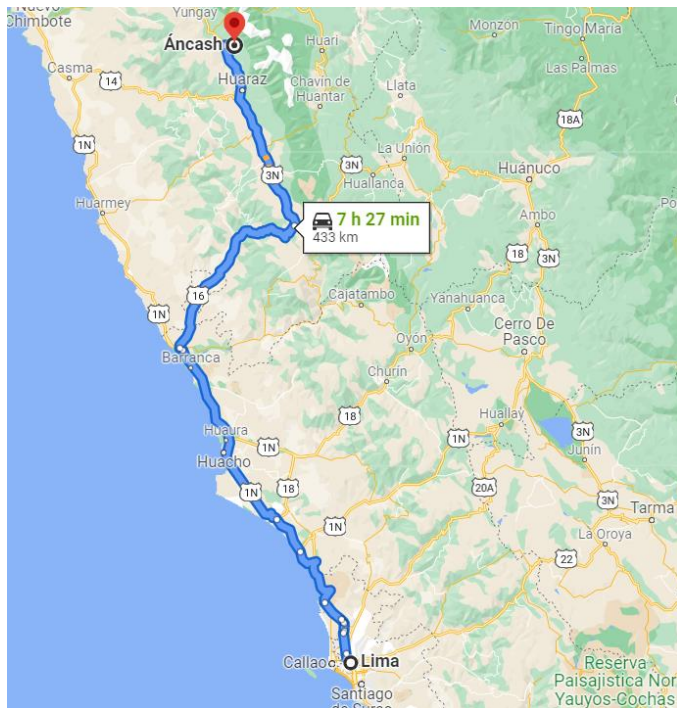 Nuevo
Chimbote
Yungay
Monzón
Tingo María
Áncash
Huari
Las Palmas
Casma
14
Huaraz
Chavin de
Huantar
Llata
18A
1N
La Unión
3N
Huánuco
3N
Huallanca
Huarmey
Ambo
7 h 27 min
433 km
18
3N
16
Cajatambo
Yanahuanca
1N
Cerro De
Pasco
Oyón
Barranca
Churín
18
Huallay
Huaura
1N
1N
3N
Huacho
Junín
1N
18
20A
3N
Tarma
1N
La Oroya
22
Callao
Lima
Reserva
Paisajística Nor
Yauyos-Cochas
Santiago
de Surco